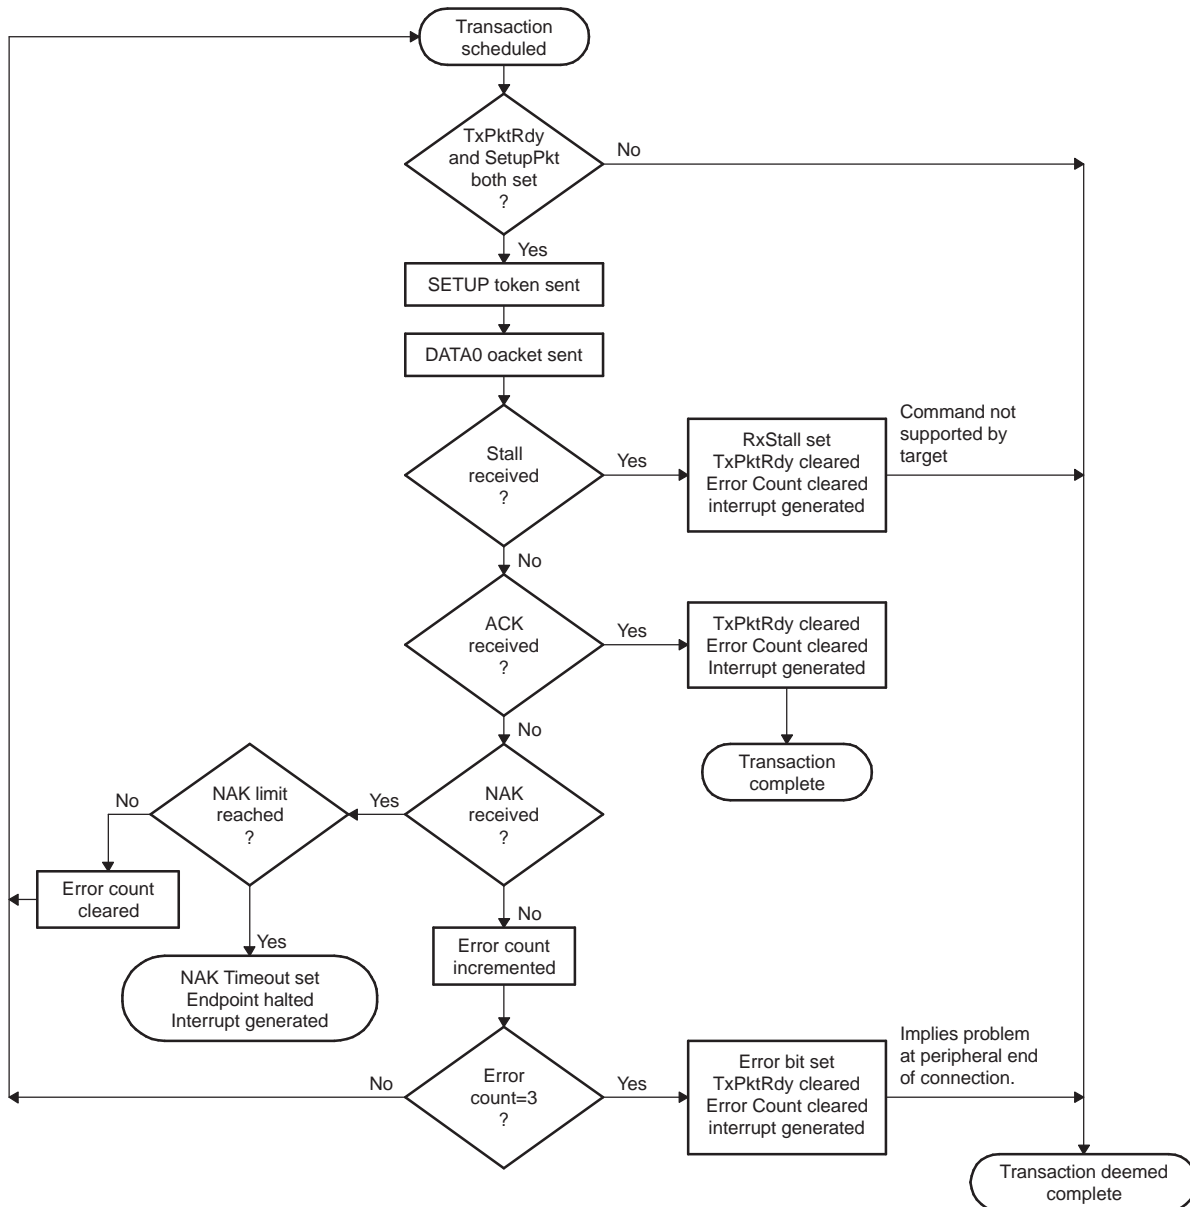 Transaction
scheduled
TxPktRdy
and SetupPkt
both set
?
No
Yes
SETUP token sent
DATA0 oacket sent
Stall
received
?
Yes
RxStall set
TxPktRdy cleared
Error Count cleared
interrupt generated
Command not
supported by
target
No
ACK
received
?
Yes
TxPktRdy cleared
Error Count cleared
Interrupt generated
Transaction
complete
No
NAK
received
?
Yes
NAK limit
reached
?
No
Error count
cleared
Yes
NAK Timeout set
Endpoint halted
Interrupt generated
No
Error count
incremented
Error
count=3
?
No
Yes
Error bit set
TxPktRdy cleared
Error Count cleared
interrupt generated
Implies problem
at peripheral end
of connection.
Transaction deemed
complete